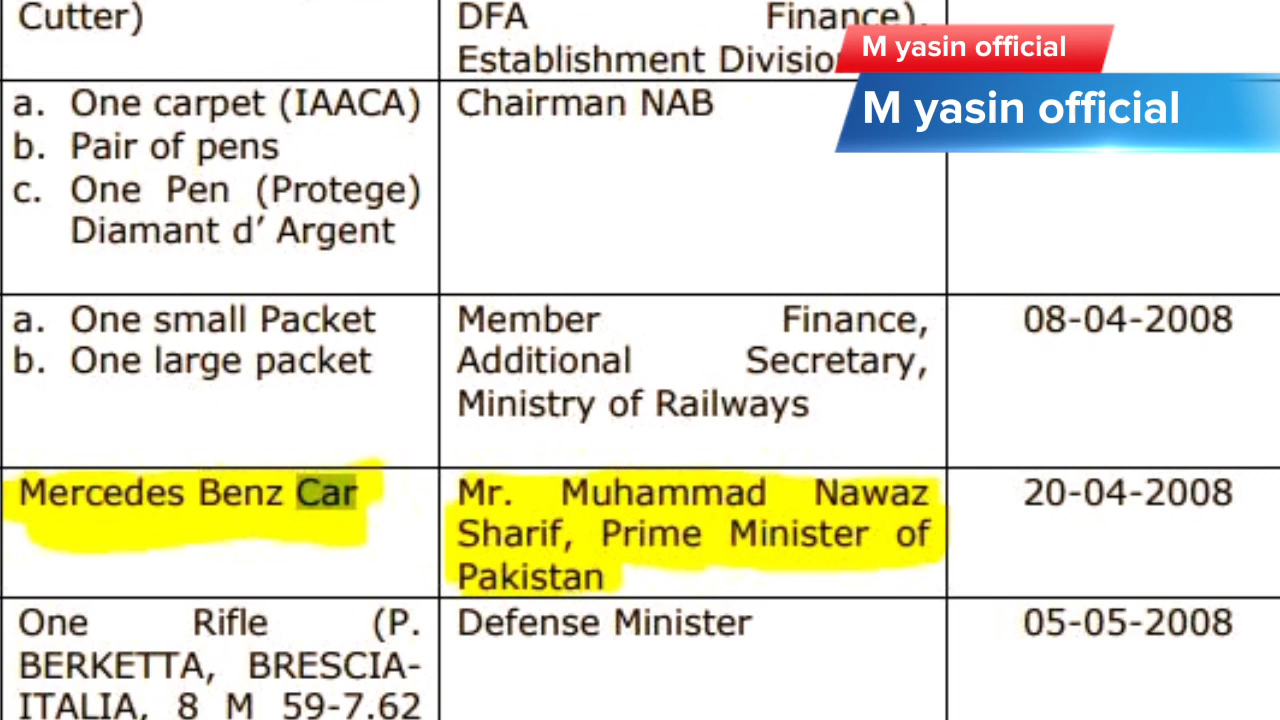 Cutter)
DFA Finance),
Establishment Divisio
M yasin official
M yasin official
a. One carpet (IAACA)
b. Pair of pens
c. One Pen (Protege)
Diamant d’ Argent
Chairman NAB
a. One small Packet
b. One large packet
Member Finance,
Additional Secretary,
Ministry of Railways
08-04-2008
Mercedes Benz Car
Mr. Muhammad Nawaz
Sharif, Prime Minister of
Pakistan
20-04-2008
One Rifle (P.
BERKETTA, BRESCIA-
ITALIA, 8 M 59-7.62
Defense Minister
05-05-2008